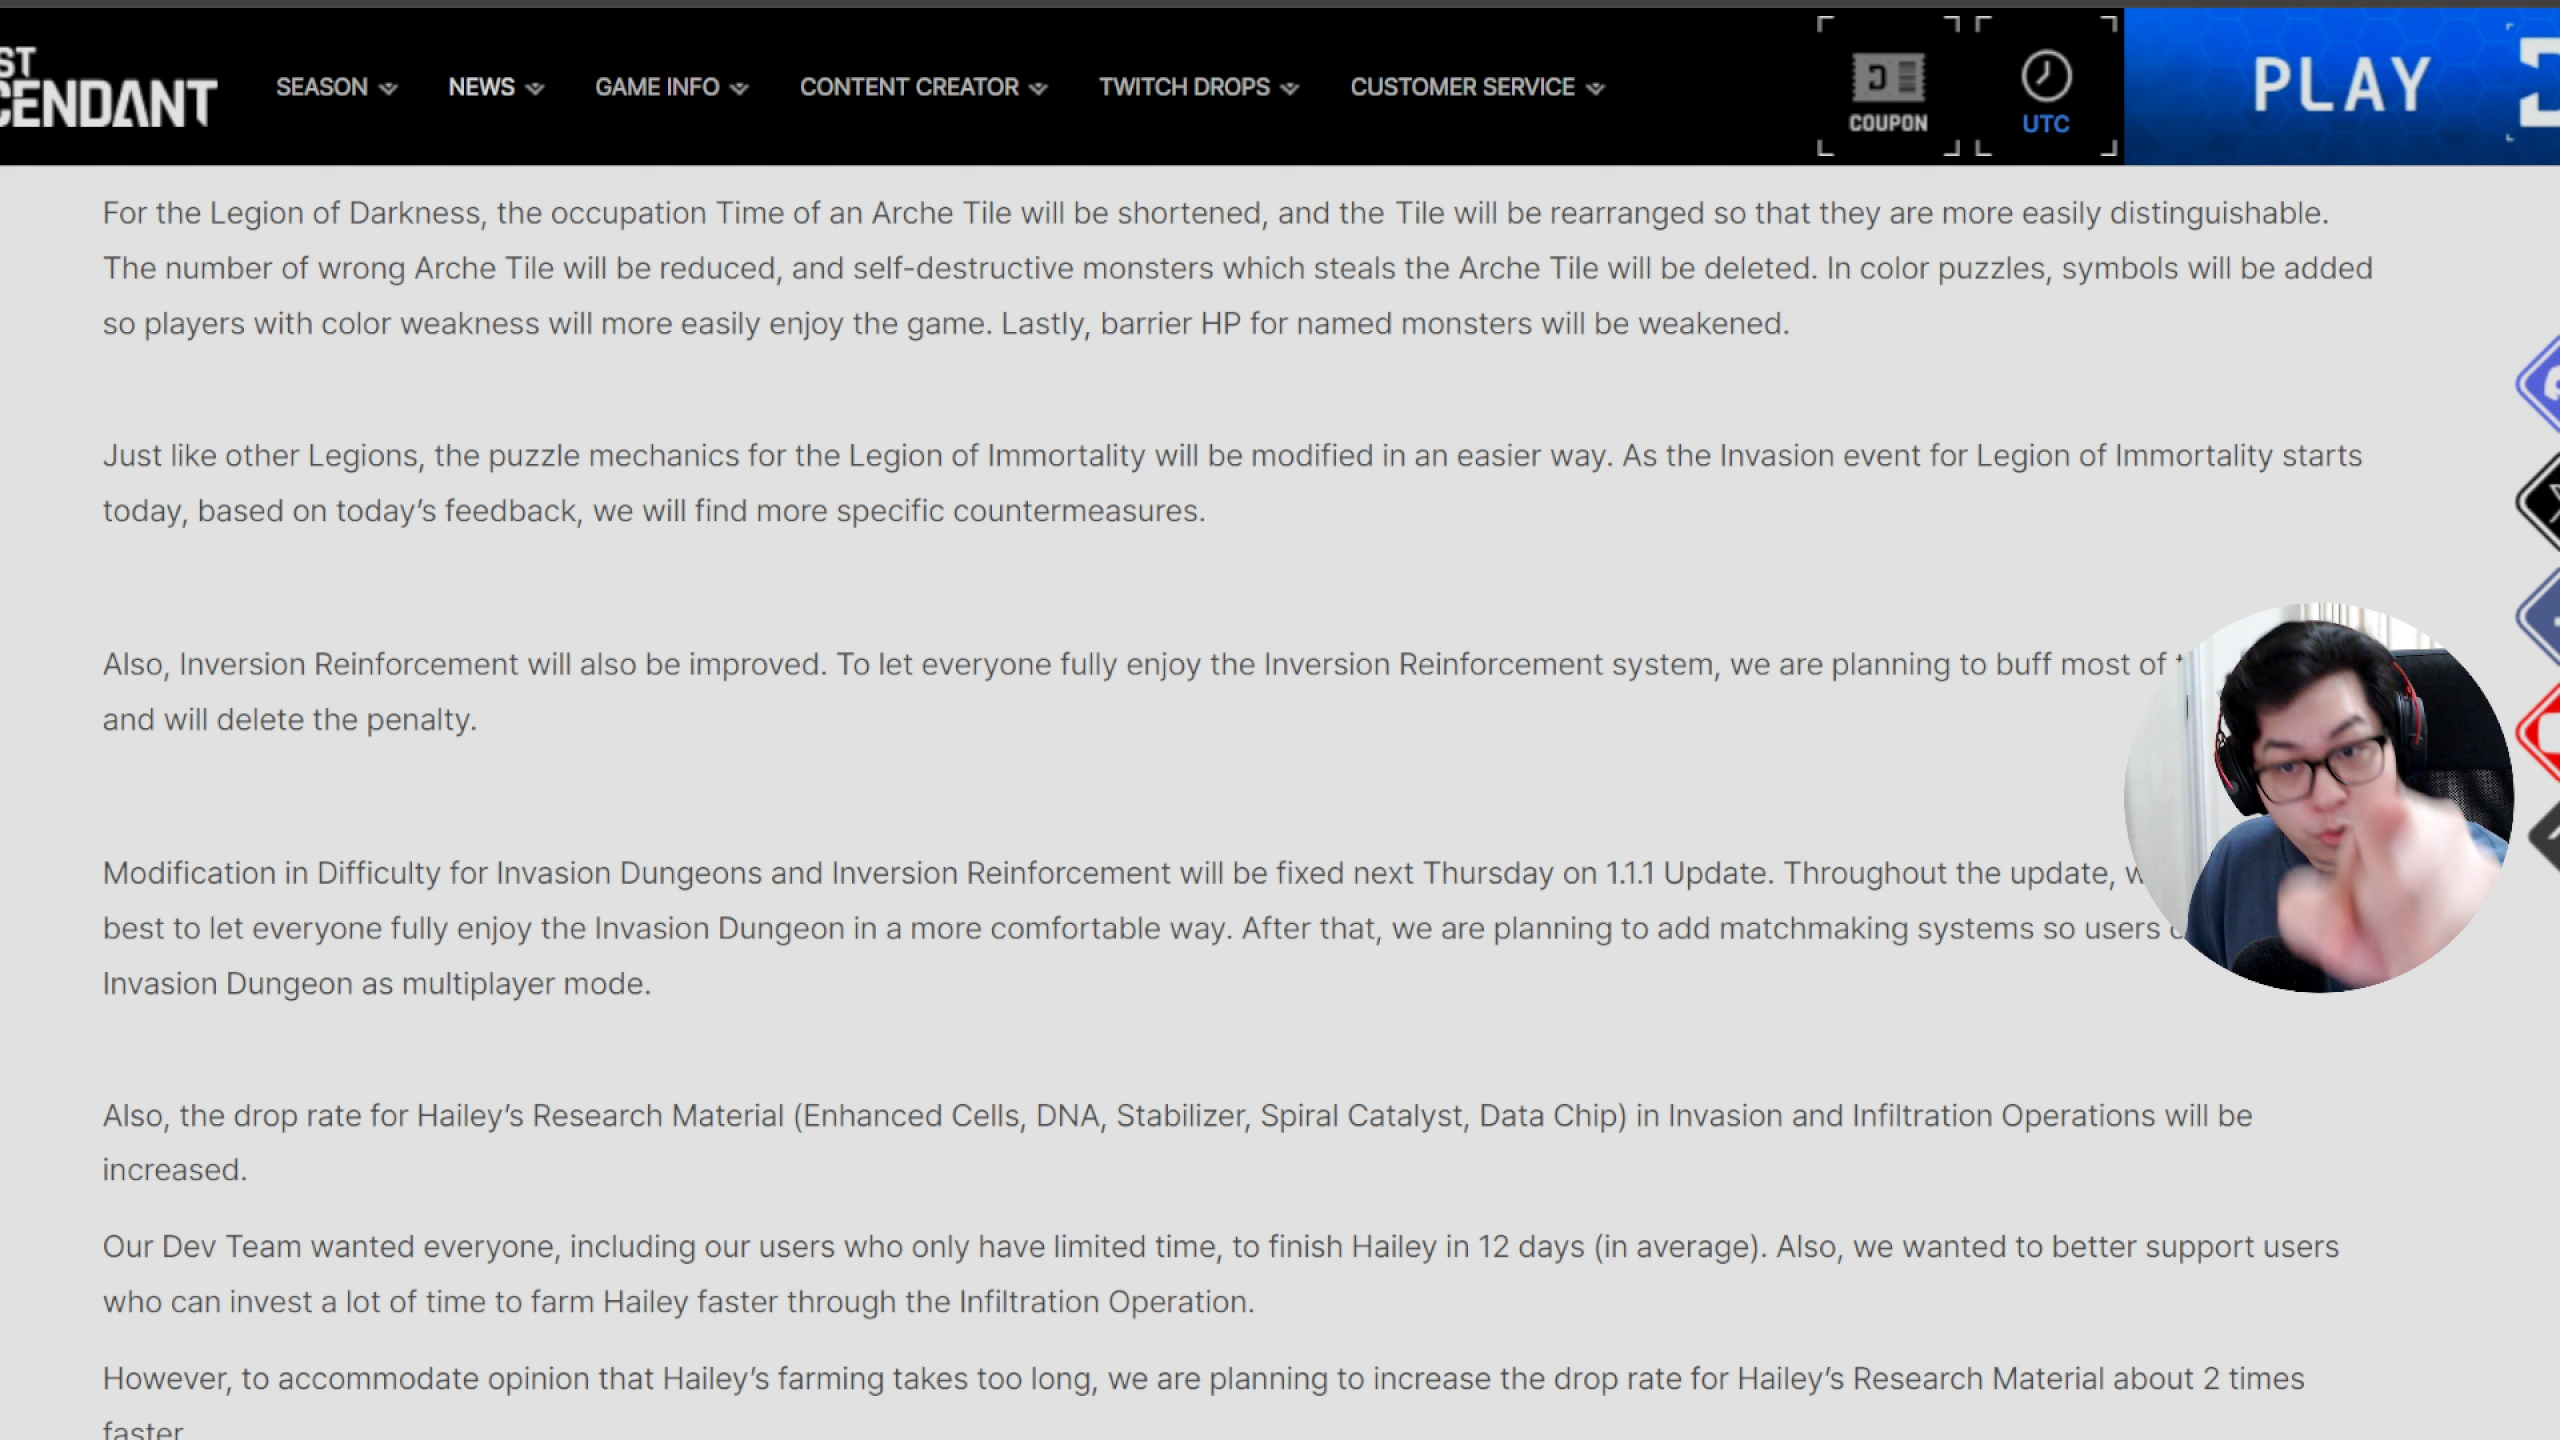 ST
CENDANT
SEASON NEWS GAME INFO CONTENT CREATOR TWITCH DROPS CUSTOMER SERVICE
COUPON
UTC
PLAY
For the Legion of Darkness, the occupation Time of an Arche Tile will be shortened, and the Tile will be rearranged so that they are more easily distinguishable.
The number of wrong Arche Tile will be reduced, and self-destructive monsters which steals the Arche Tile will be deleted. In color puzzles, symbols will be added
so players with color weakness will more easily enjoy the game. Lastly, barrier HP for named monsters will be weakened.
Just like other Legions, the puzzle mechanics for the Legion of Immortality will be modified in an easier way. As the Invasion event for Legion of Immortality starts
today, based on today's feedback, we will find more specific countermeasures.
Also, Inversion Reinforcement will also be improved. To let everyone fully enjoy the Inversion Reinforcement system, we are planning to buff most of
and will delete the penalty.
Modification in Difficulty for Invasion Dungeons and Inversion Reinforcement will be fixed next Thursday on 1.1.1 Update. Throughout the update,
best to let everyone fully enjoy the Invasion Dungeon in a more comfortable way. After that, we are planning to add matchmaking systems so users
Invasion Dungeon as multiplayer mode.
Also, the drop rate for Hailey's Research Material (Enhanced Cells, DNA, Stabilizer, Spiral Catalyst, Data Chip) in Invasion and Infiltration Operations will be
increased.
Our Dev Team wanted everyone, including our users who only have limited time, to finish Hailey in 12 days (in average). Also, we wanted to better support users
who can invest a lot of time to farm Hailey faster through the Infiltration Operation.
However, to accommodate opinion that Hailey's farming takes too long, we are planning to increase the drop rate for Hailey's Research Material about 2 times
faster